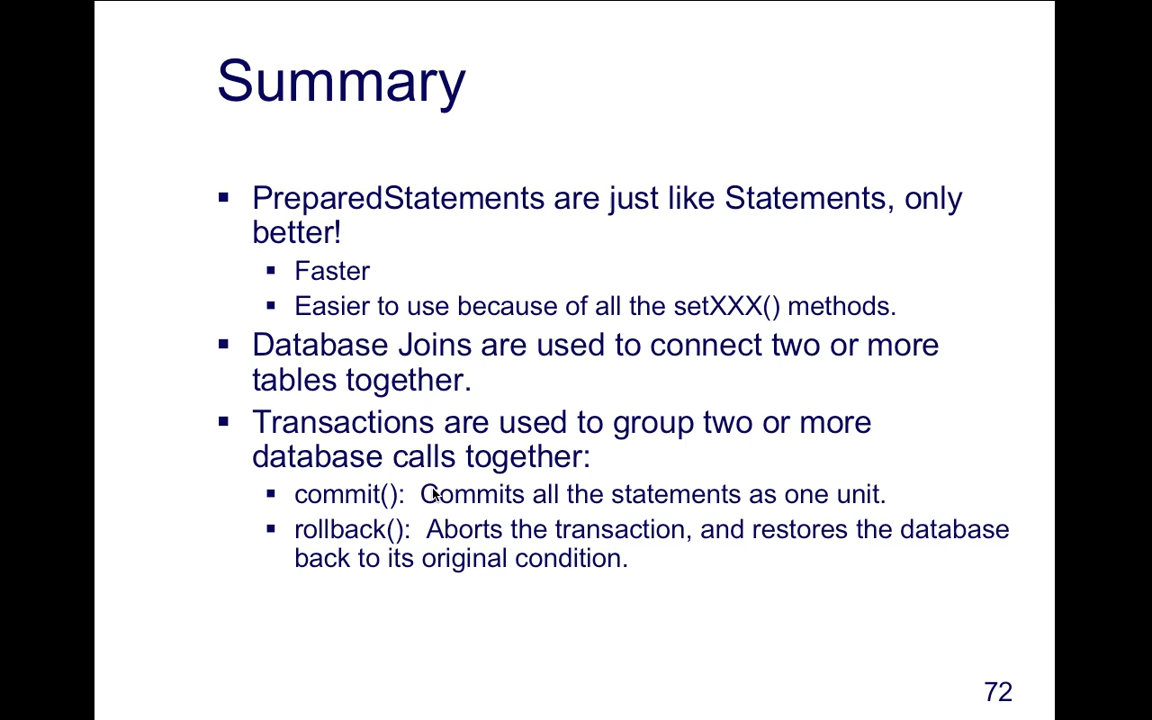 Summary
▪ PreparedStatements are just like Statements, only
better!
▪ Faster
▪ Easier to use because of all the setXXX() methods.
▪ Database Joins are used to connect two or more
tables together.
▪ Transactions are used to group two or more
database calls together:
▪ commit(): Commits all the statements as one unit.
▪ rollback(): Aborts the transaction, and restores the database
back to its original condition.
72